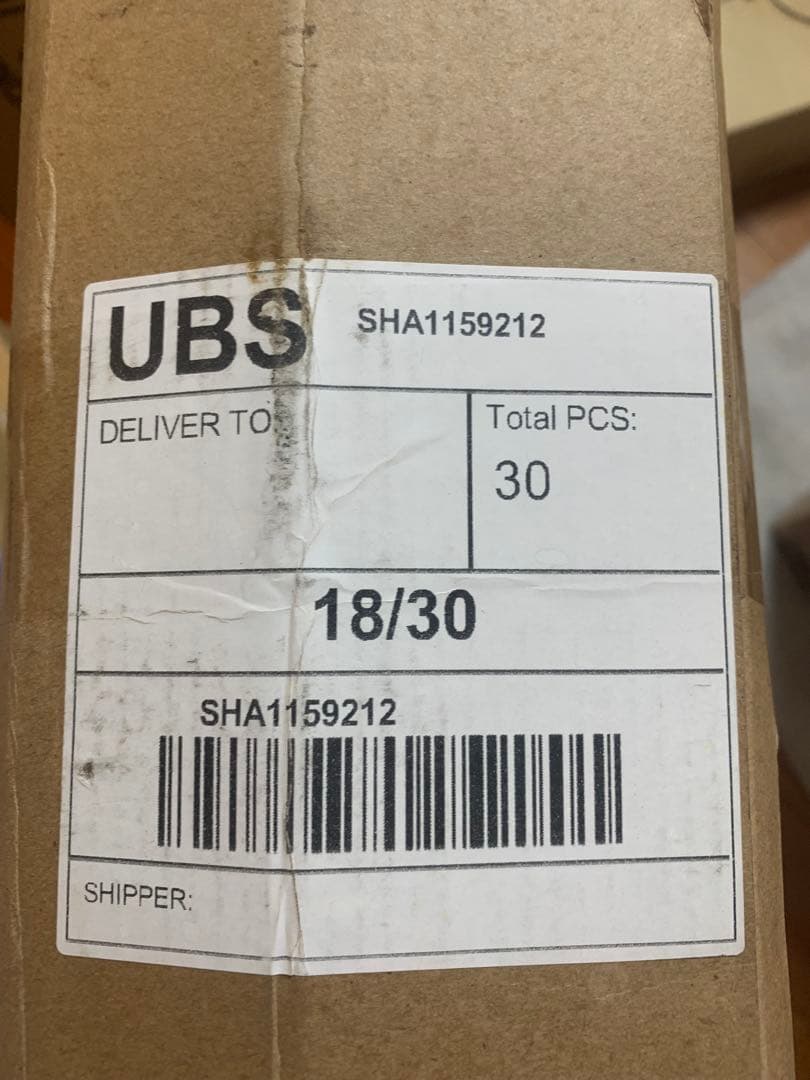 UBS
SHA1159212
DELIVER TO:
Total PCS:
30
18/30
SHA1159212
SHIPPER: